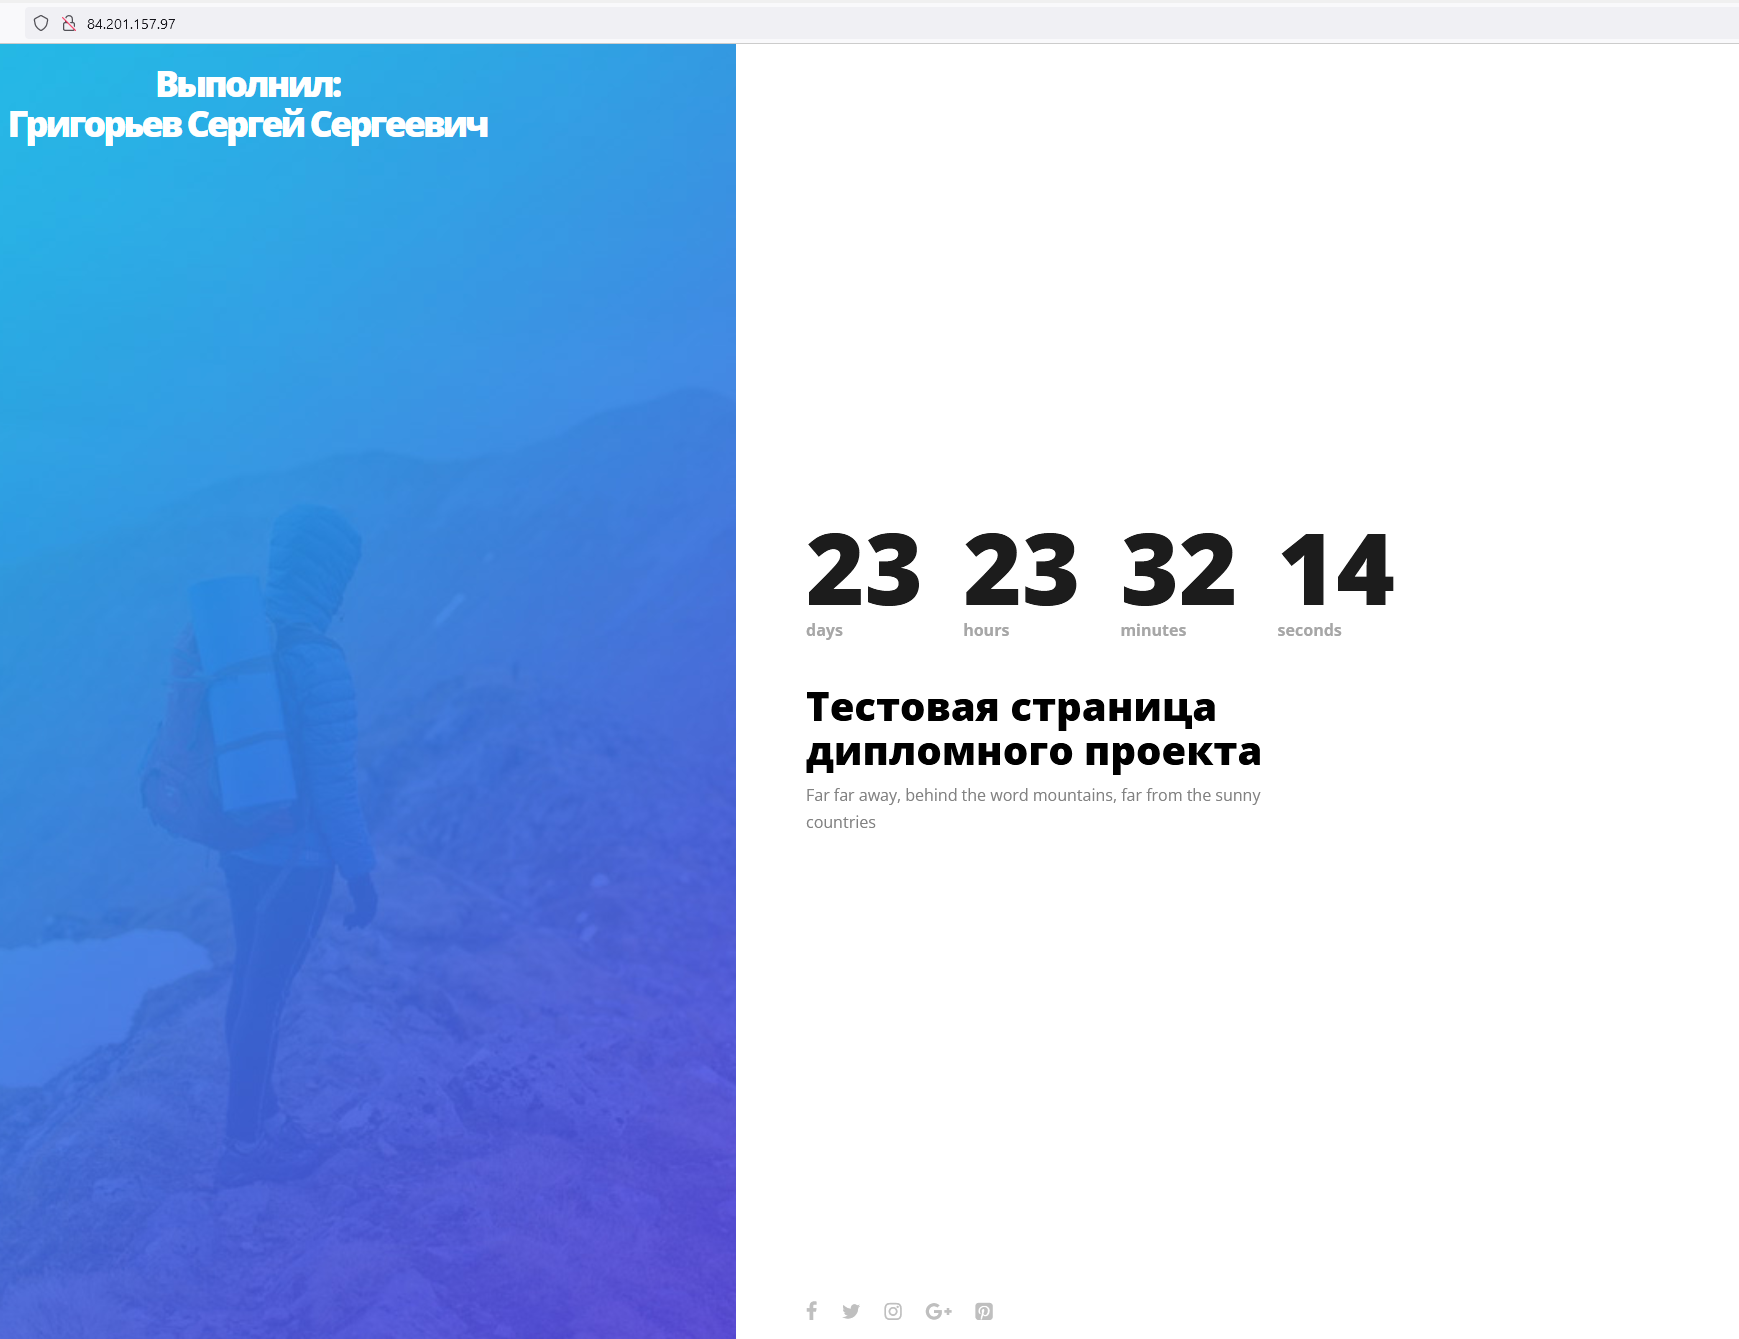 84.201.157.97
Выполнил:
Григорьев Сергей Сергеевич
23 23 32 14
days hours minutes seconds
Тестовая страница
дипломного проекта
Far far away, behind the word mountains, far from the sunny
countries